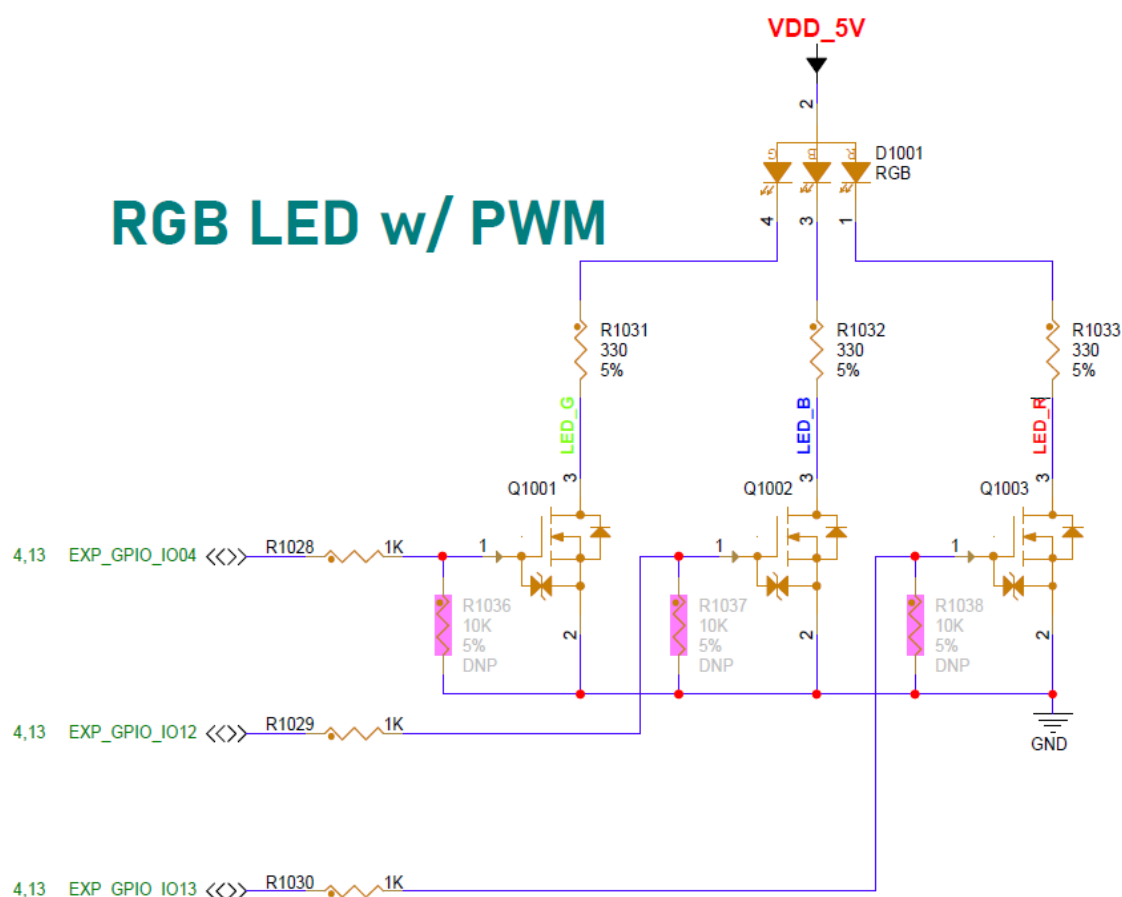 VDD_5V
2
G
B
R
D1001
RGB
RGB LED w/ PWM
4
3
1
R1031
330
5%
R1032
330
5%
R1033
330
5%
LED_G
LED_B
LED_R
Q1001
3
Q1002
3
Q1003
3
4,13 EXP_GPIO_IO04
R1028
1K
1
1
1
R1036
10K
5%
DNP
2
R1037
10K
5%
DNP
2
R1038
10K
5%
DNP
2
4,13 EXP_GPIO_IO12
R1029
1K
GND
4,13 EXP_GPIO_IO13
R1030
1K